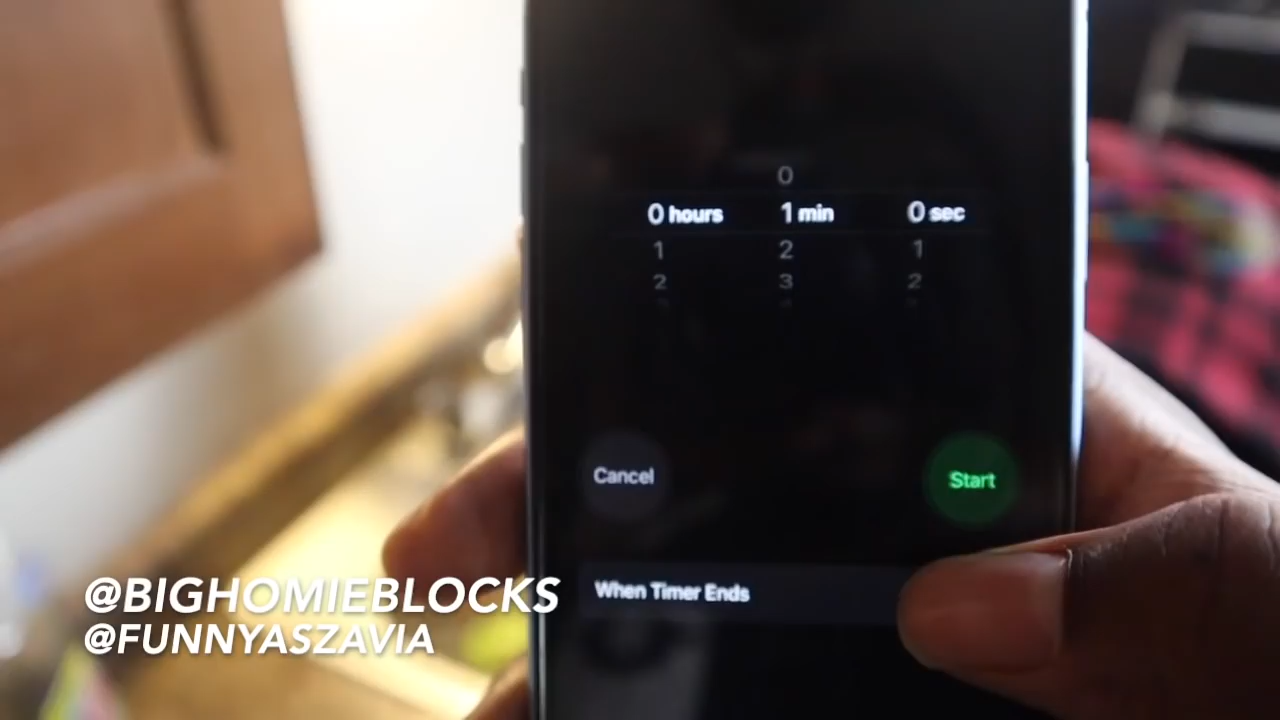 0
0 hours 1 min 0 sec
1 2 1
2 3 2
Cancel Start
When Timer Ends
@BIGHOMIEBLOCKS
@FUNNYASZAVIA